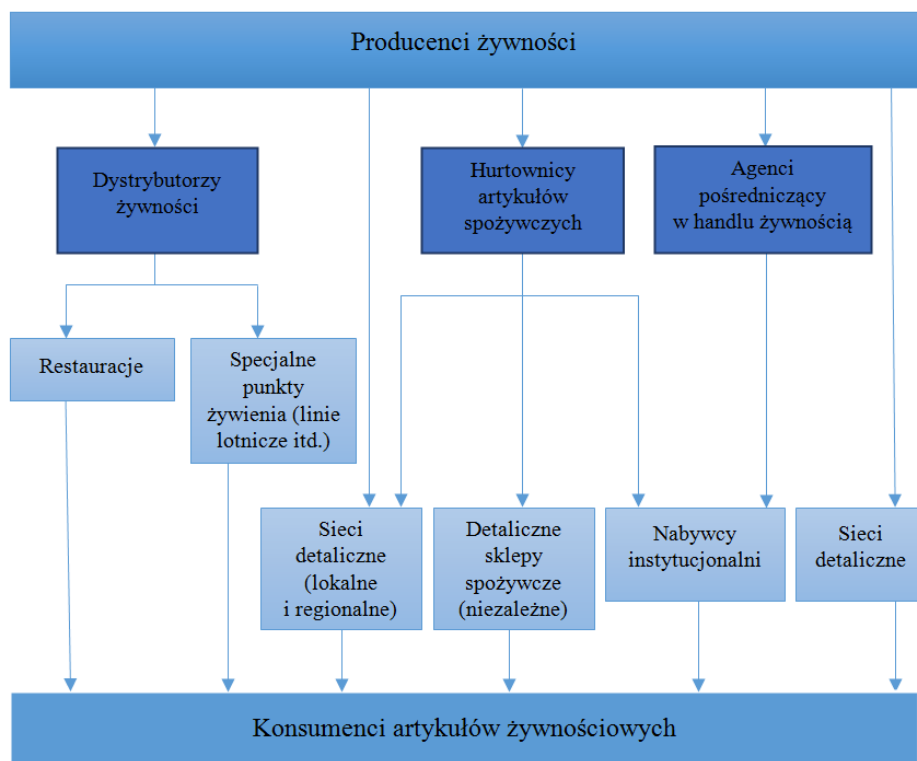 Producenci żywności
Dystrybutorzy
żywności
Hurtownicy
artykułów
spożywczych
Agenci
pośredniczący
w handlu żywnością
Restauracje
Specjalne
punkty
żywienia (linie
lotnicze itd.)
Sieci
detaliczne
(lokalne
i regionalne)
Detaliczne
sklepy
spożywcze
(niezależne)
Nabywcy
instytucjonalni
Sieci
detaliczne
Konsumenci artykułów żywnościowych